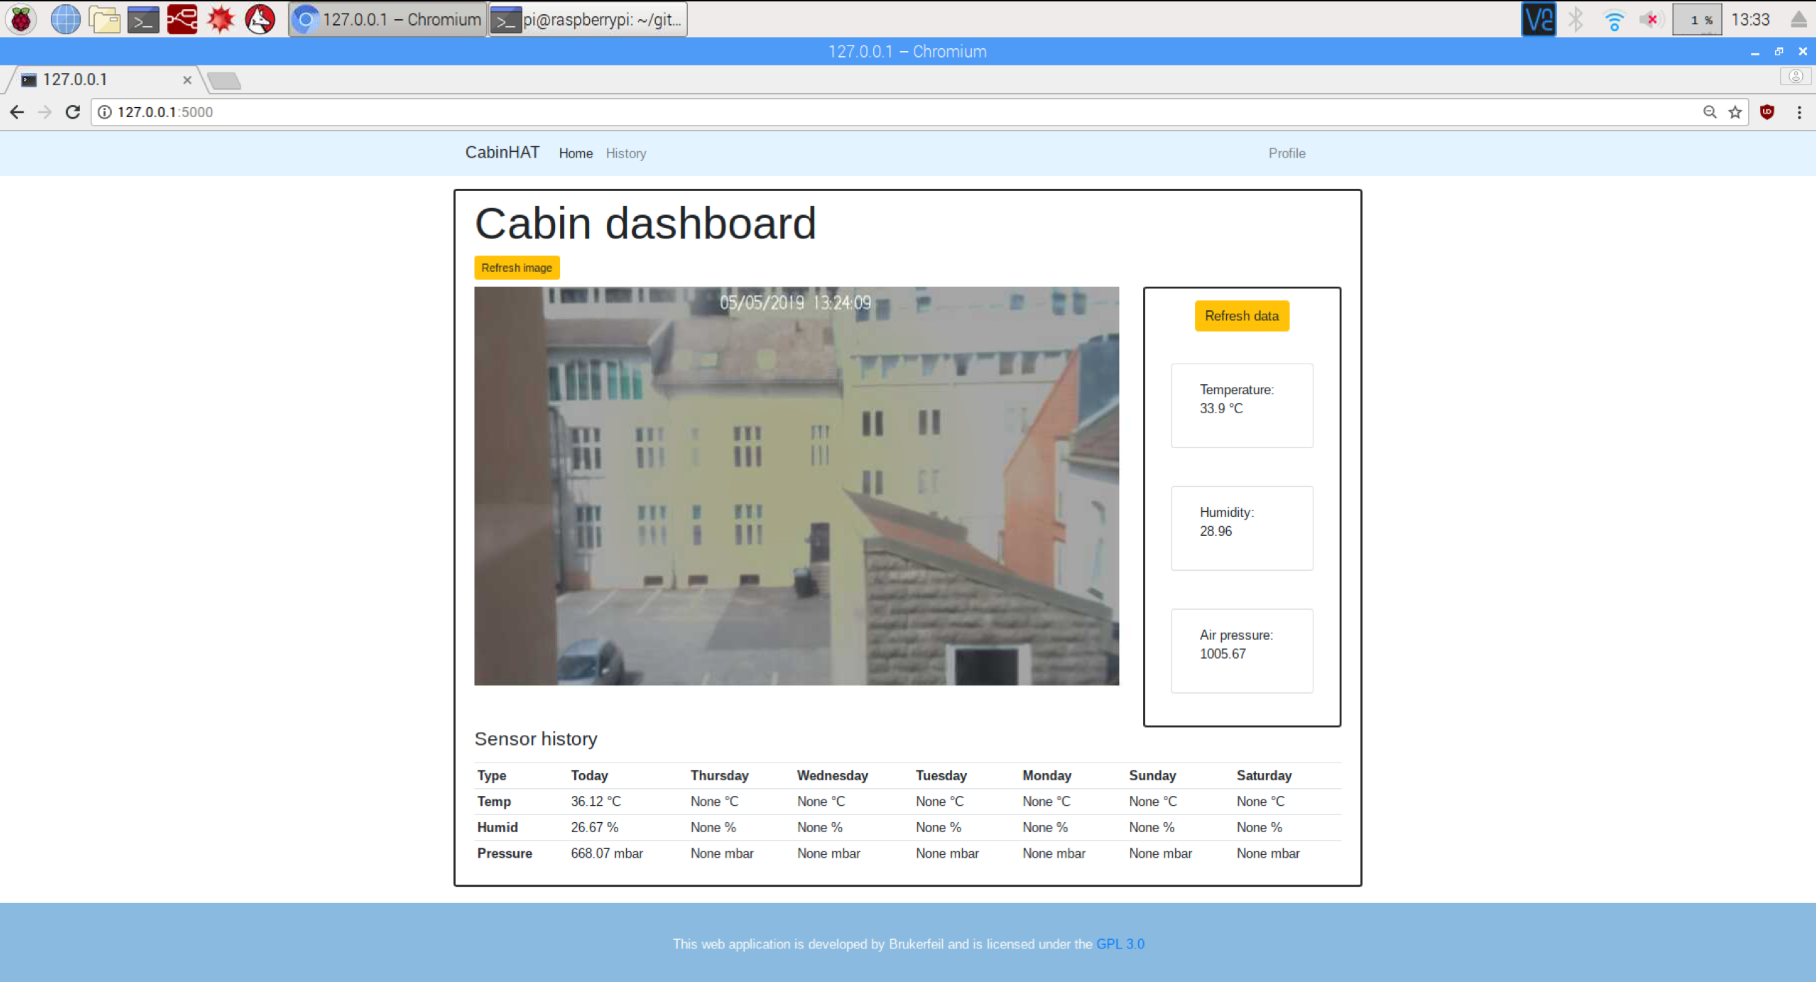 127.0.0.1 – Chromium
pi@raspberrypi: ~/git...
1 %
13:33
127.0.0.1 – Chromium
127.0.0.1
127.0.0.1:5000
CabinHAT Home History Profile
Cabin dashboard
Refresh image
05/05/2019 13:24:09
Refresh data
Temperature:
33.9 °C
Humidity:
28.96
Air pressure:
1005.67
Sensor history
Type Today Thursday Wednesday Tuesday Monday Sunday Saturday
Temp 36.12 °C None °C None °C None °C None °C None °C None °C
Humid 26.67 % None % None % None % None % None % None %
Pressure 668.07 mbar None mbar None mbar None mbar None mbar None mbar None mbar
This web application is developed by Brukerfeil and is licensed under the GPL 3.0